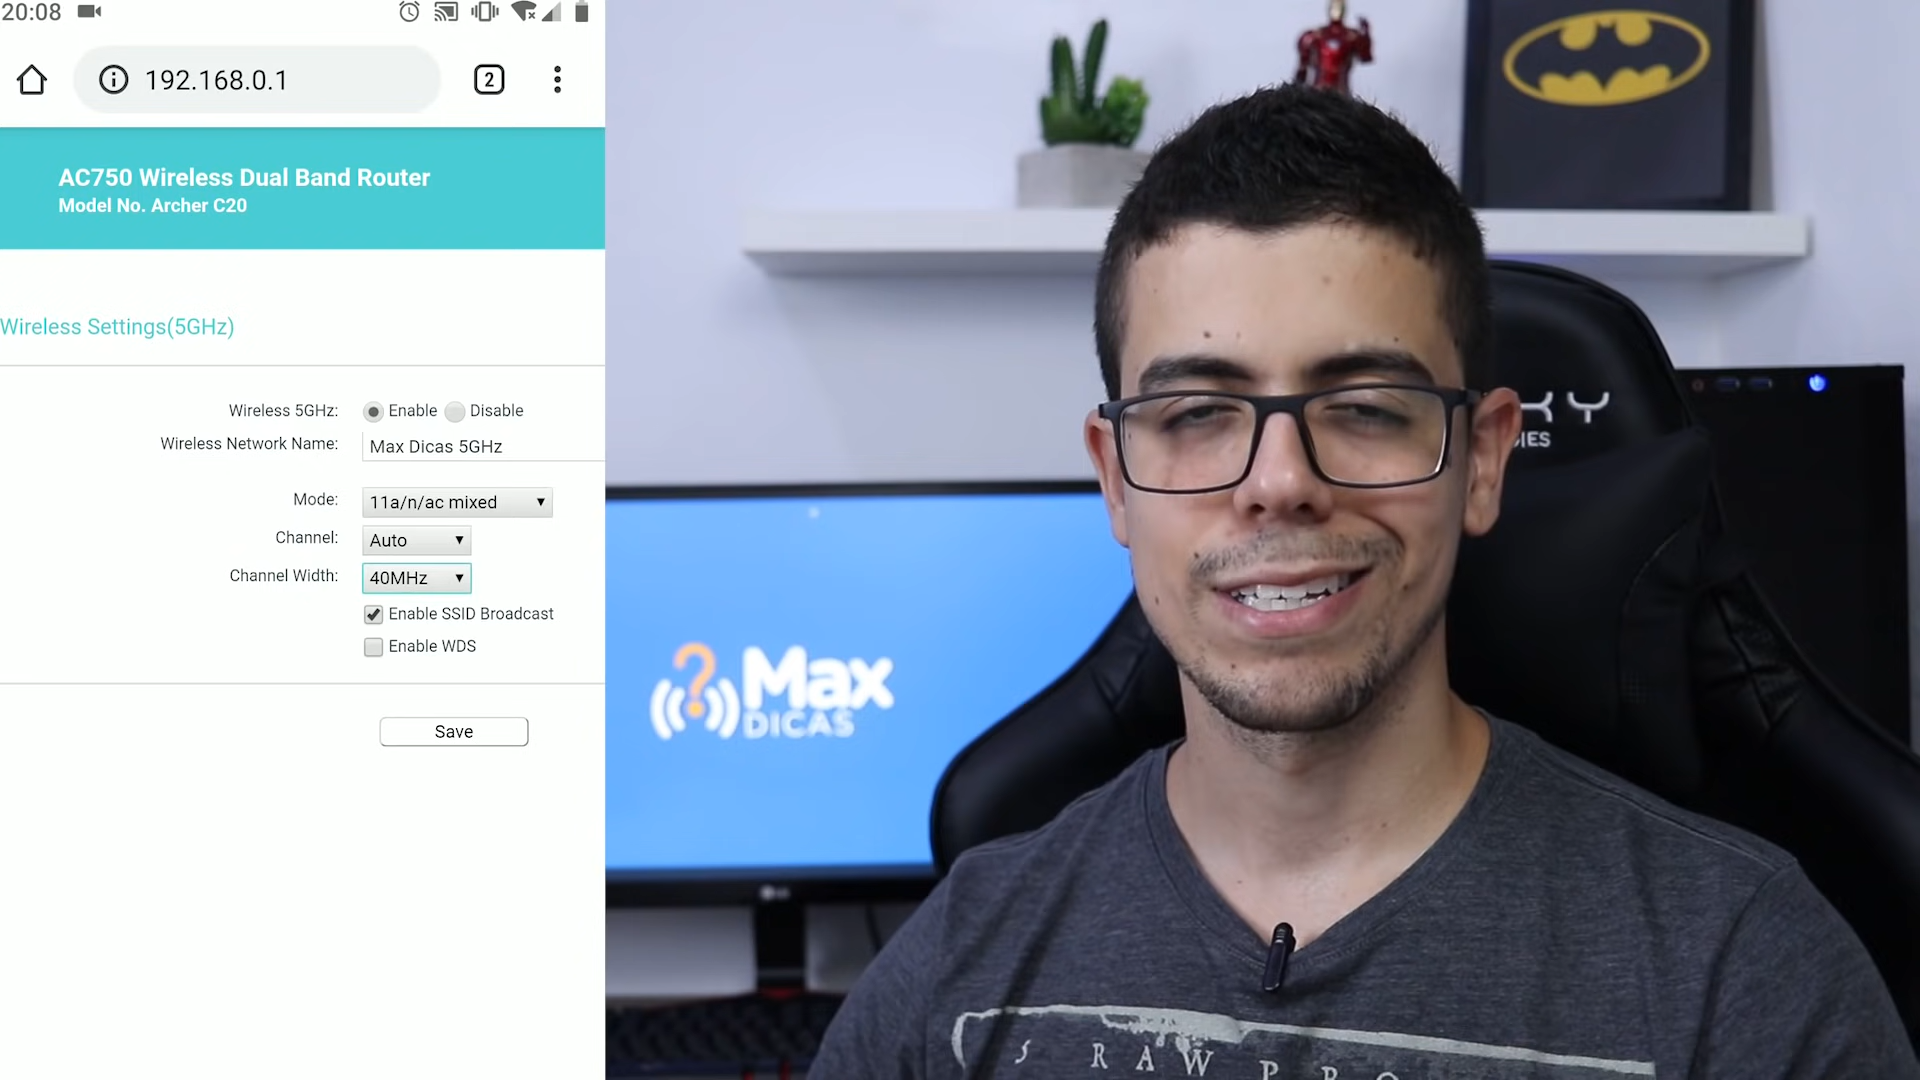 20:08
192.168.0.1
2
AC750 Wireless Dual Band Router
Model No. Archer C20
Wireless Settings(5GHz)
Wireless 5GHz: Enable Disable
Wireless Network Name: Max Dicas 5GHz
Mode: 11a/n/ac mixed
Channel: Auto
Channel Width: 40MHz
Enable SSID Broadcast
Enable WDS
Save
? Max
DICAS
LG
RAW